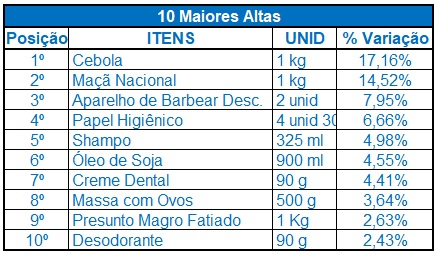 10 Maiores Altas
Posição ITENS UNID % Variação
1º Cebola 1 kg 17,16%
2º Maçã Nacional 1 kg 14,52%
3º Aparelho de Barbear Desc. 2 unid 7,95%
4º Papel Higiênico 4 unid 30 6,66%
5º Shampo 325 ml 4,98%
6º Óleo de Soja 900 ml 4,55%
7º Creme Dental 90 g 4,41%
8º Massa com Ovos 500 g 3,64%
9º Presunto Magro Fatiado 1 Kg 2,63%
10º Desodorante 90 g 2,43%